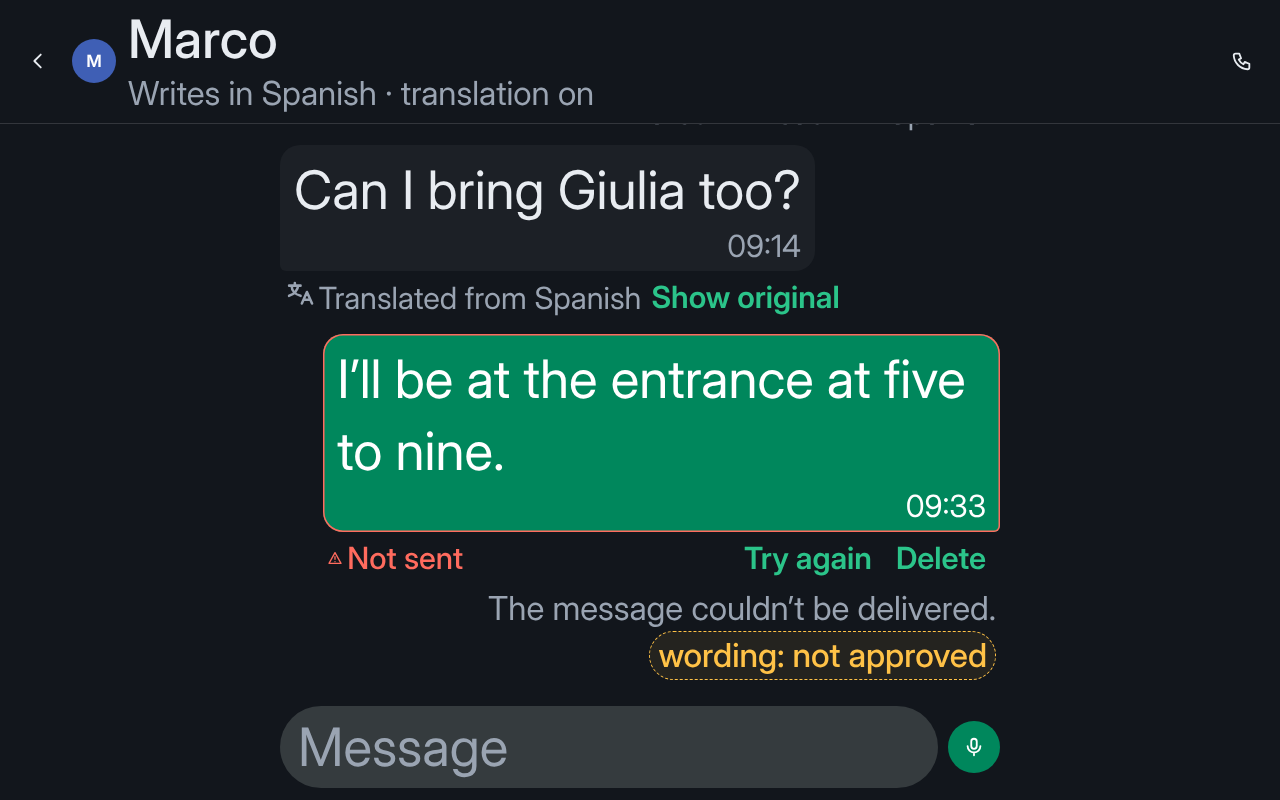 M
Marco
Writes in Spanish · translation on
Can I bring Giulia too?
09:14
Translated from Spanish Show original
I’ll be at the entrance at five
to nine.
09:33
Not sent Try again Delete
The message couldn’t be delivered.
wording: not approved
Message